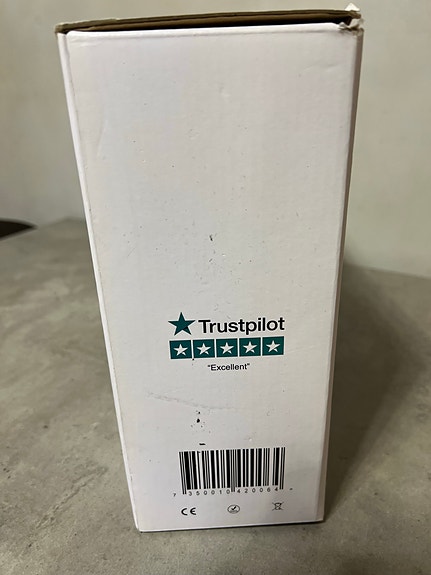 Trustpilot
"Excellent"
7 350010 420064 >
CE